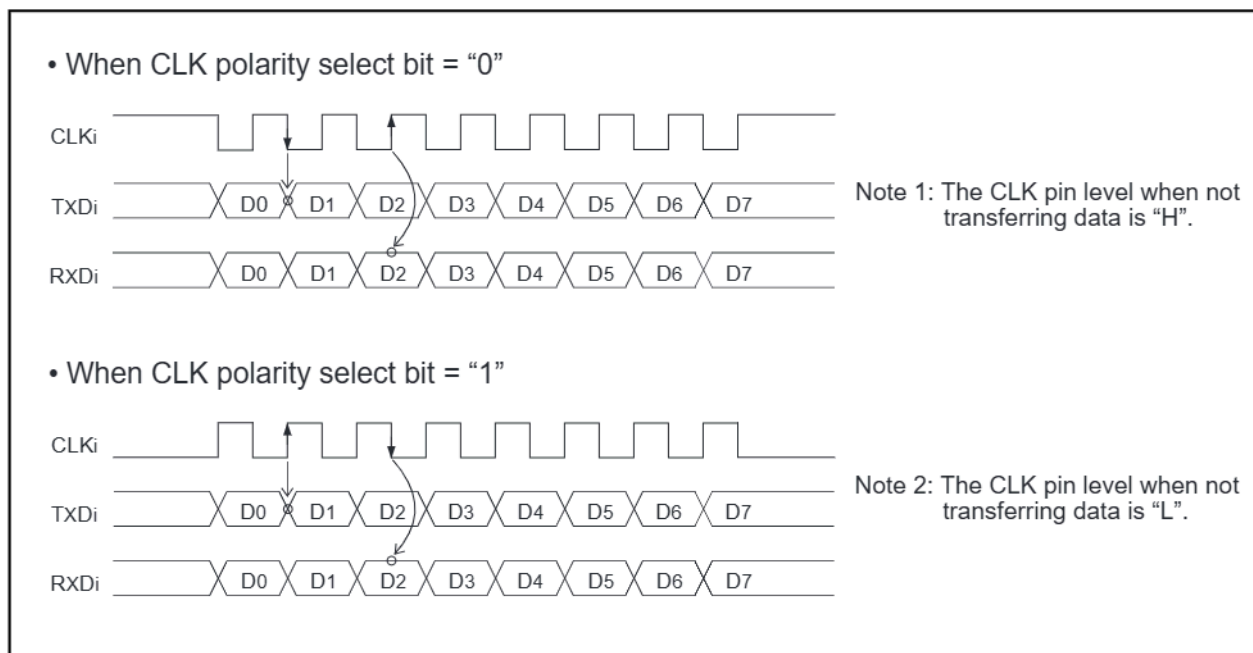 • When CLK polarity select bit = “0”
CLKi
TXDi D0 D1 D2 D3 D4 D5 D6 D7
RXDi D0 D1 D2 D3 D4 D5 D6 D7
Note 1: The CLK pin level when not
transferring data is “H”.
• When CLK polarity select bit = “1”
CLKi
TXDi D0 D1 D2 D3 D4 D5 D6 D7
RXDi D0 D1 D2 D3 D4 D5 D6 D7
Note 2: The CLK pin level when not
transferring data is “L”.